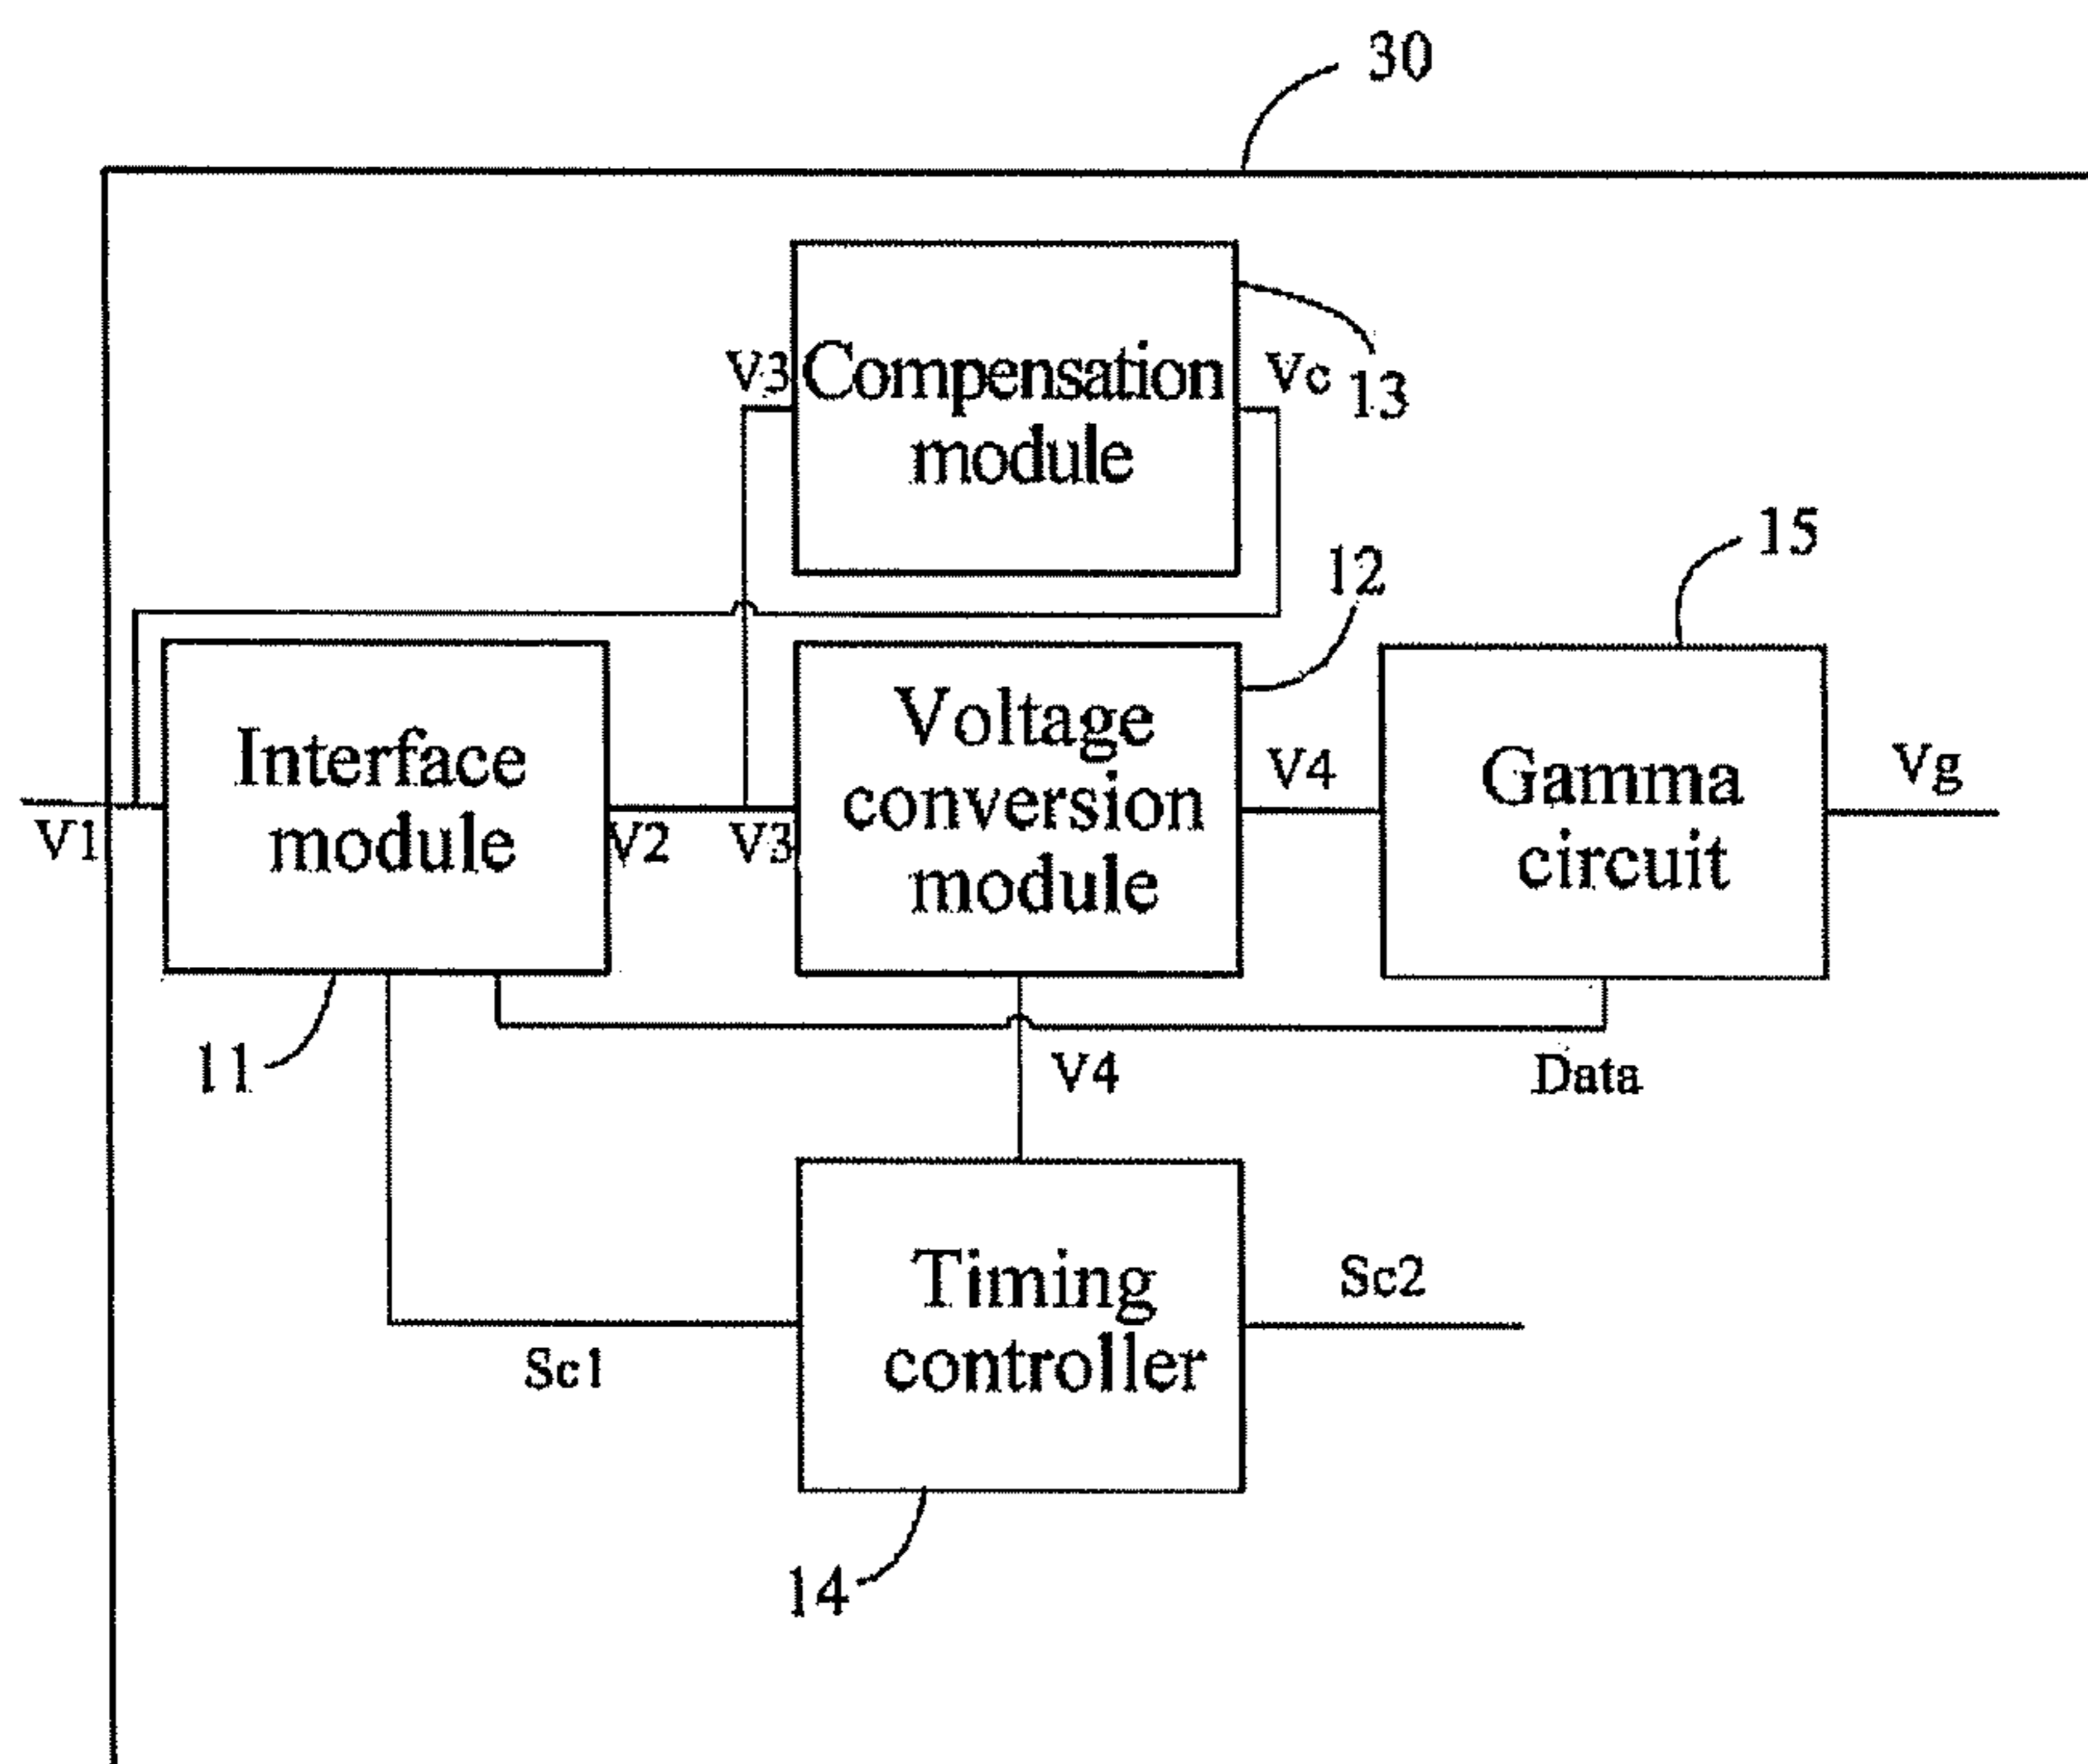 30
V3
Compensation
module
Vc
13
15
12
Interface
module
Voltage
conversion
module
Gamma
circuit
V1
V2
V3
V4
Vg
11
V4
Data
Timing
controller
Sc1
Sc2
14